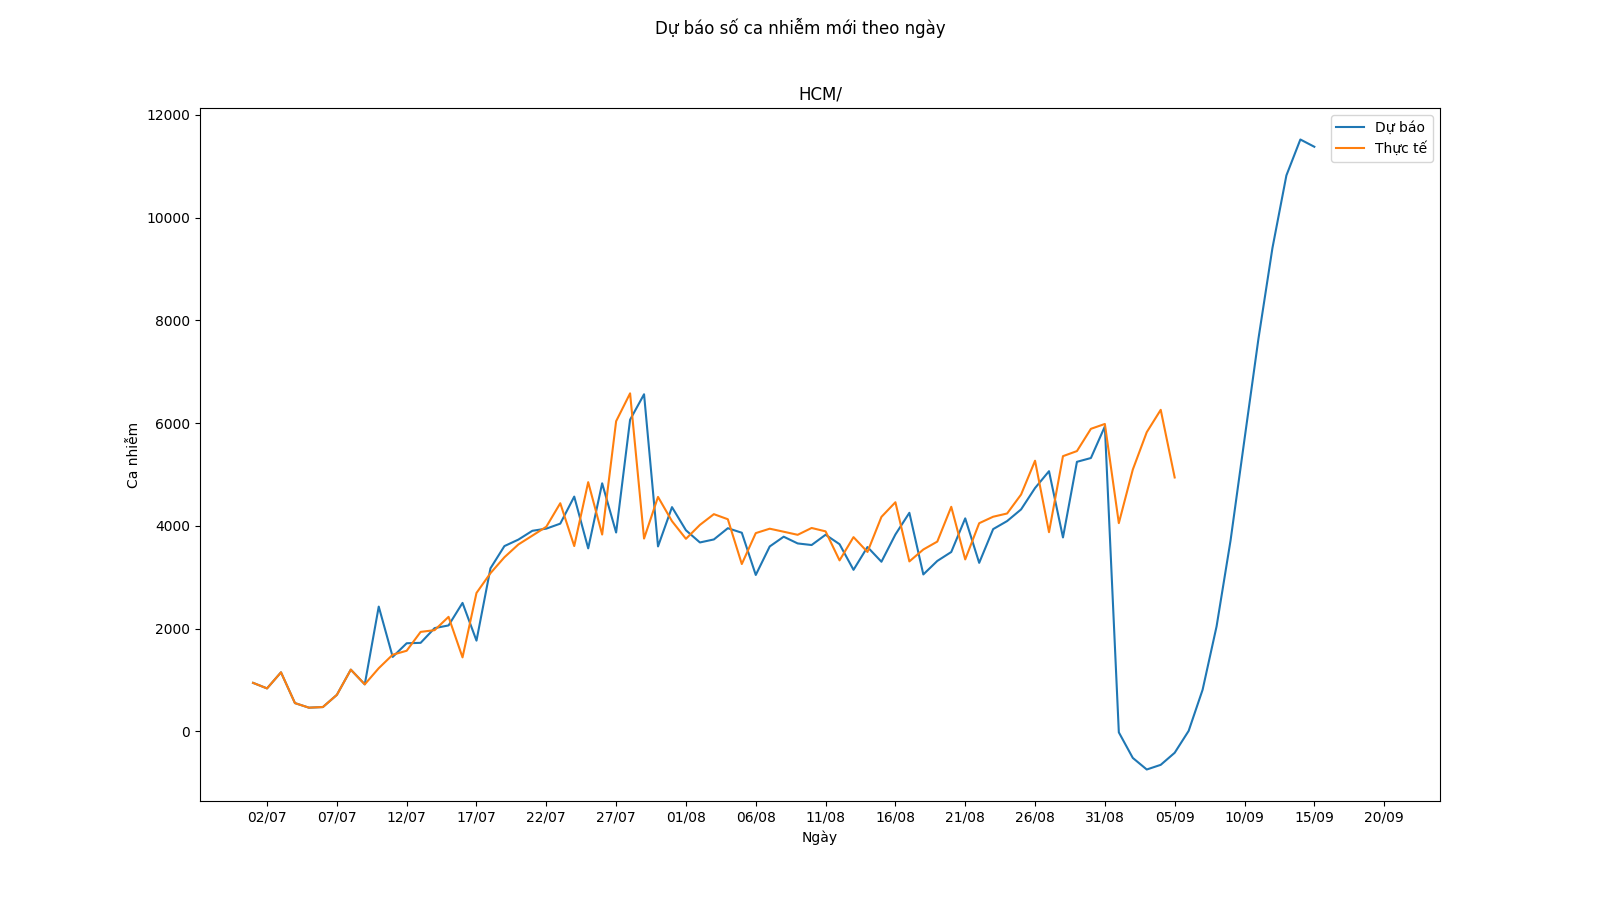 Dự báo số ca nhiễm mới theo ngày
HCM/
12000
10000
8000
6000
4000
2000
0
Ca nhiễm
Dự báo
Thực tế
02/07 07/07 12/07 17/07 22/07 27/07 01/08 06/08 11/08 16/08 21/08 26/08 31/08 05/09 10/09 15/09 20/09
Ngày